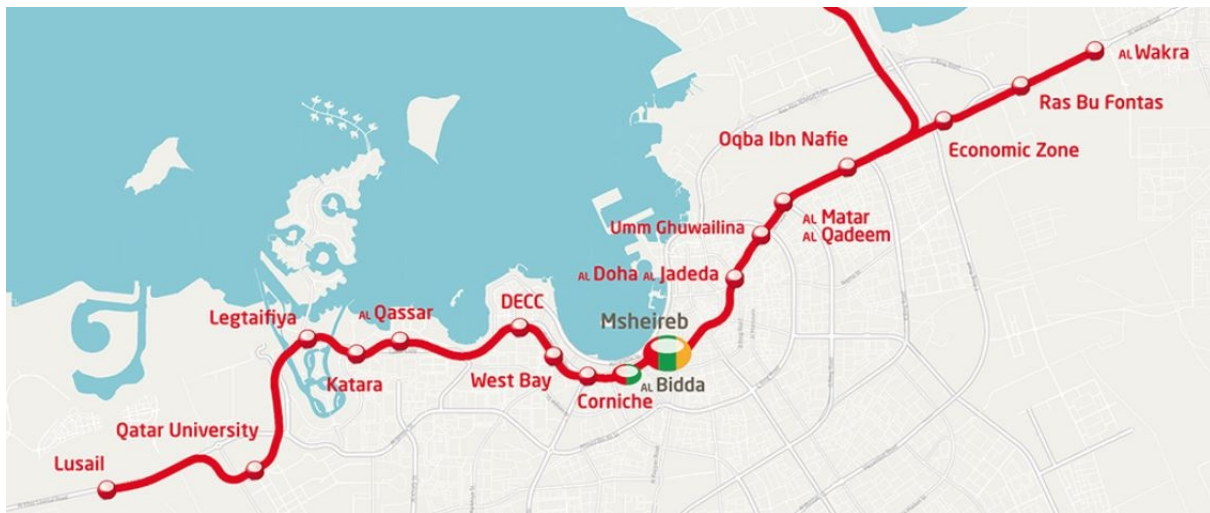 AL Wakra
Ras Bu Fontas
Economic Zone
Oqba Ibn Nafie
AL Matar
AL Qadeem
Umm Ghuwailina
AL Doha AL Jadeda
Msheireb
AL Bidda
Corniche
West Bay
DECC
AL Qassar
Katara
Legtaifiya
Qatar University
Lusail